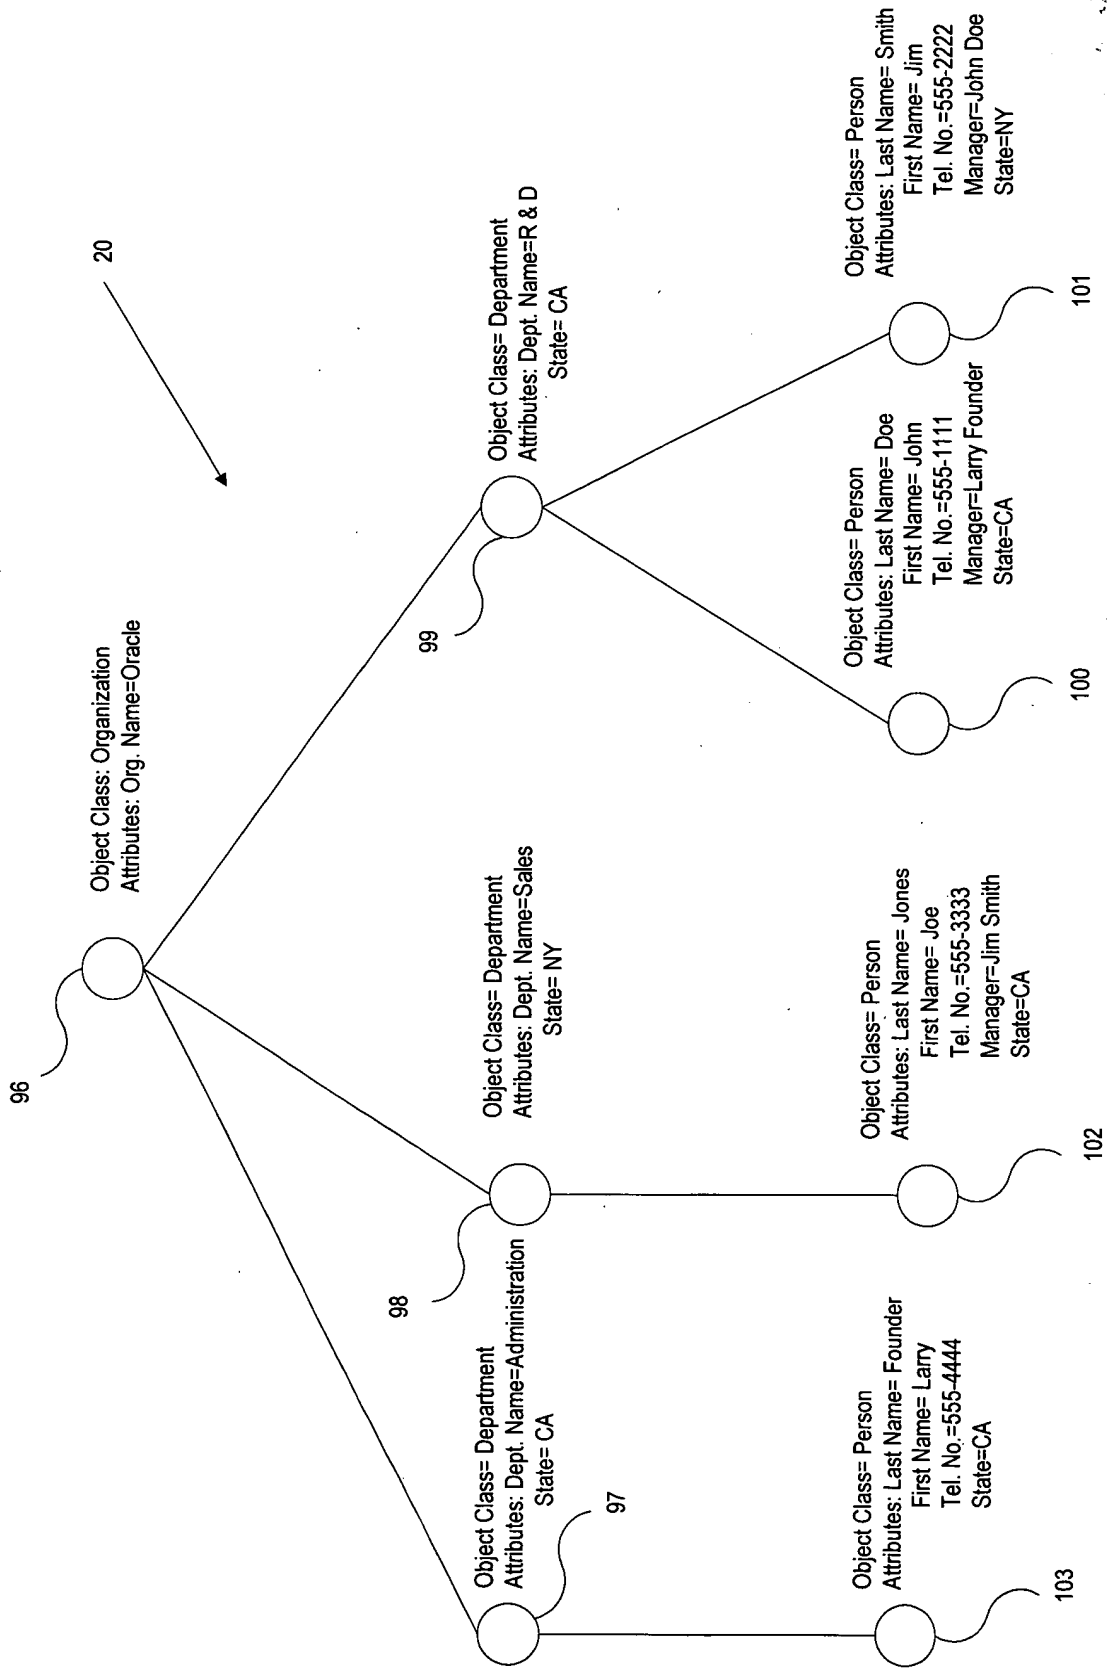 20
96
Object Class: Organization
Attributes: Org. Name=Oracle
Object Class= Department
Attributes: Dept. Name=Administration
State= CA
97
98
Object Class= Department
Attributes: Dept. Name=Sales
State= NY
99
Object Class= Department
Attributes: Dept. Name=R & D
State= CA
Object Class= Person
Attributes: Last Name= Founder
First Name= Larry
Tel. No.=555-4444
State=CA
103
Object Class= Person
Attributes: Last Name= Jones
First Name= Joe
Tel. No.=555-3333
Manager=Jim Smith
State=CA
102
Object Class= Person
Attributes: Last Name= Doe
First Name= John
Tel. No.=555-1111
Manager=Larry Founder
State=CA
100
Object Class= Person
Attributes: Last Name= Smith
First Name= Jim
Tel. No.=555-2222
Manager=John Doe
State=NY
101